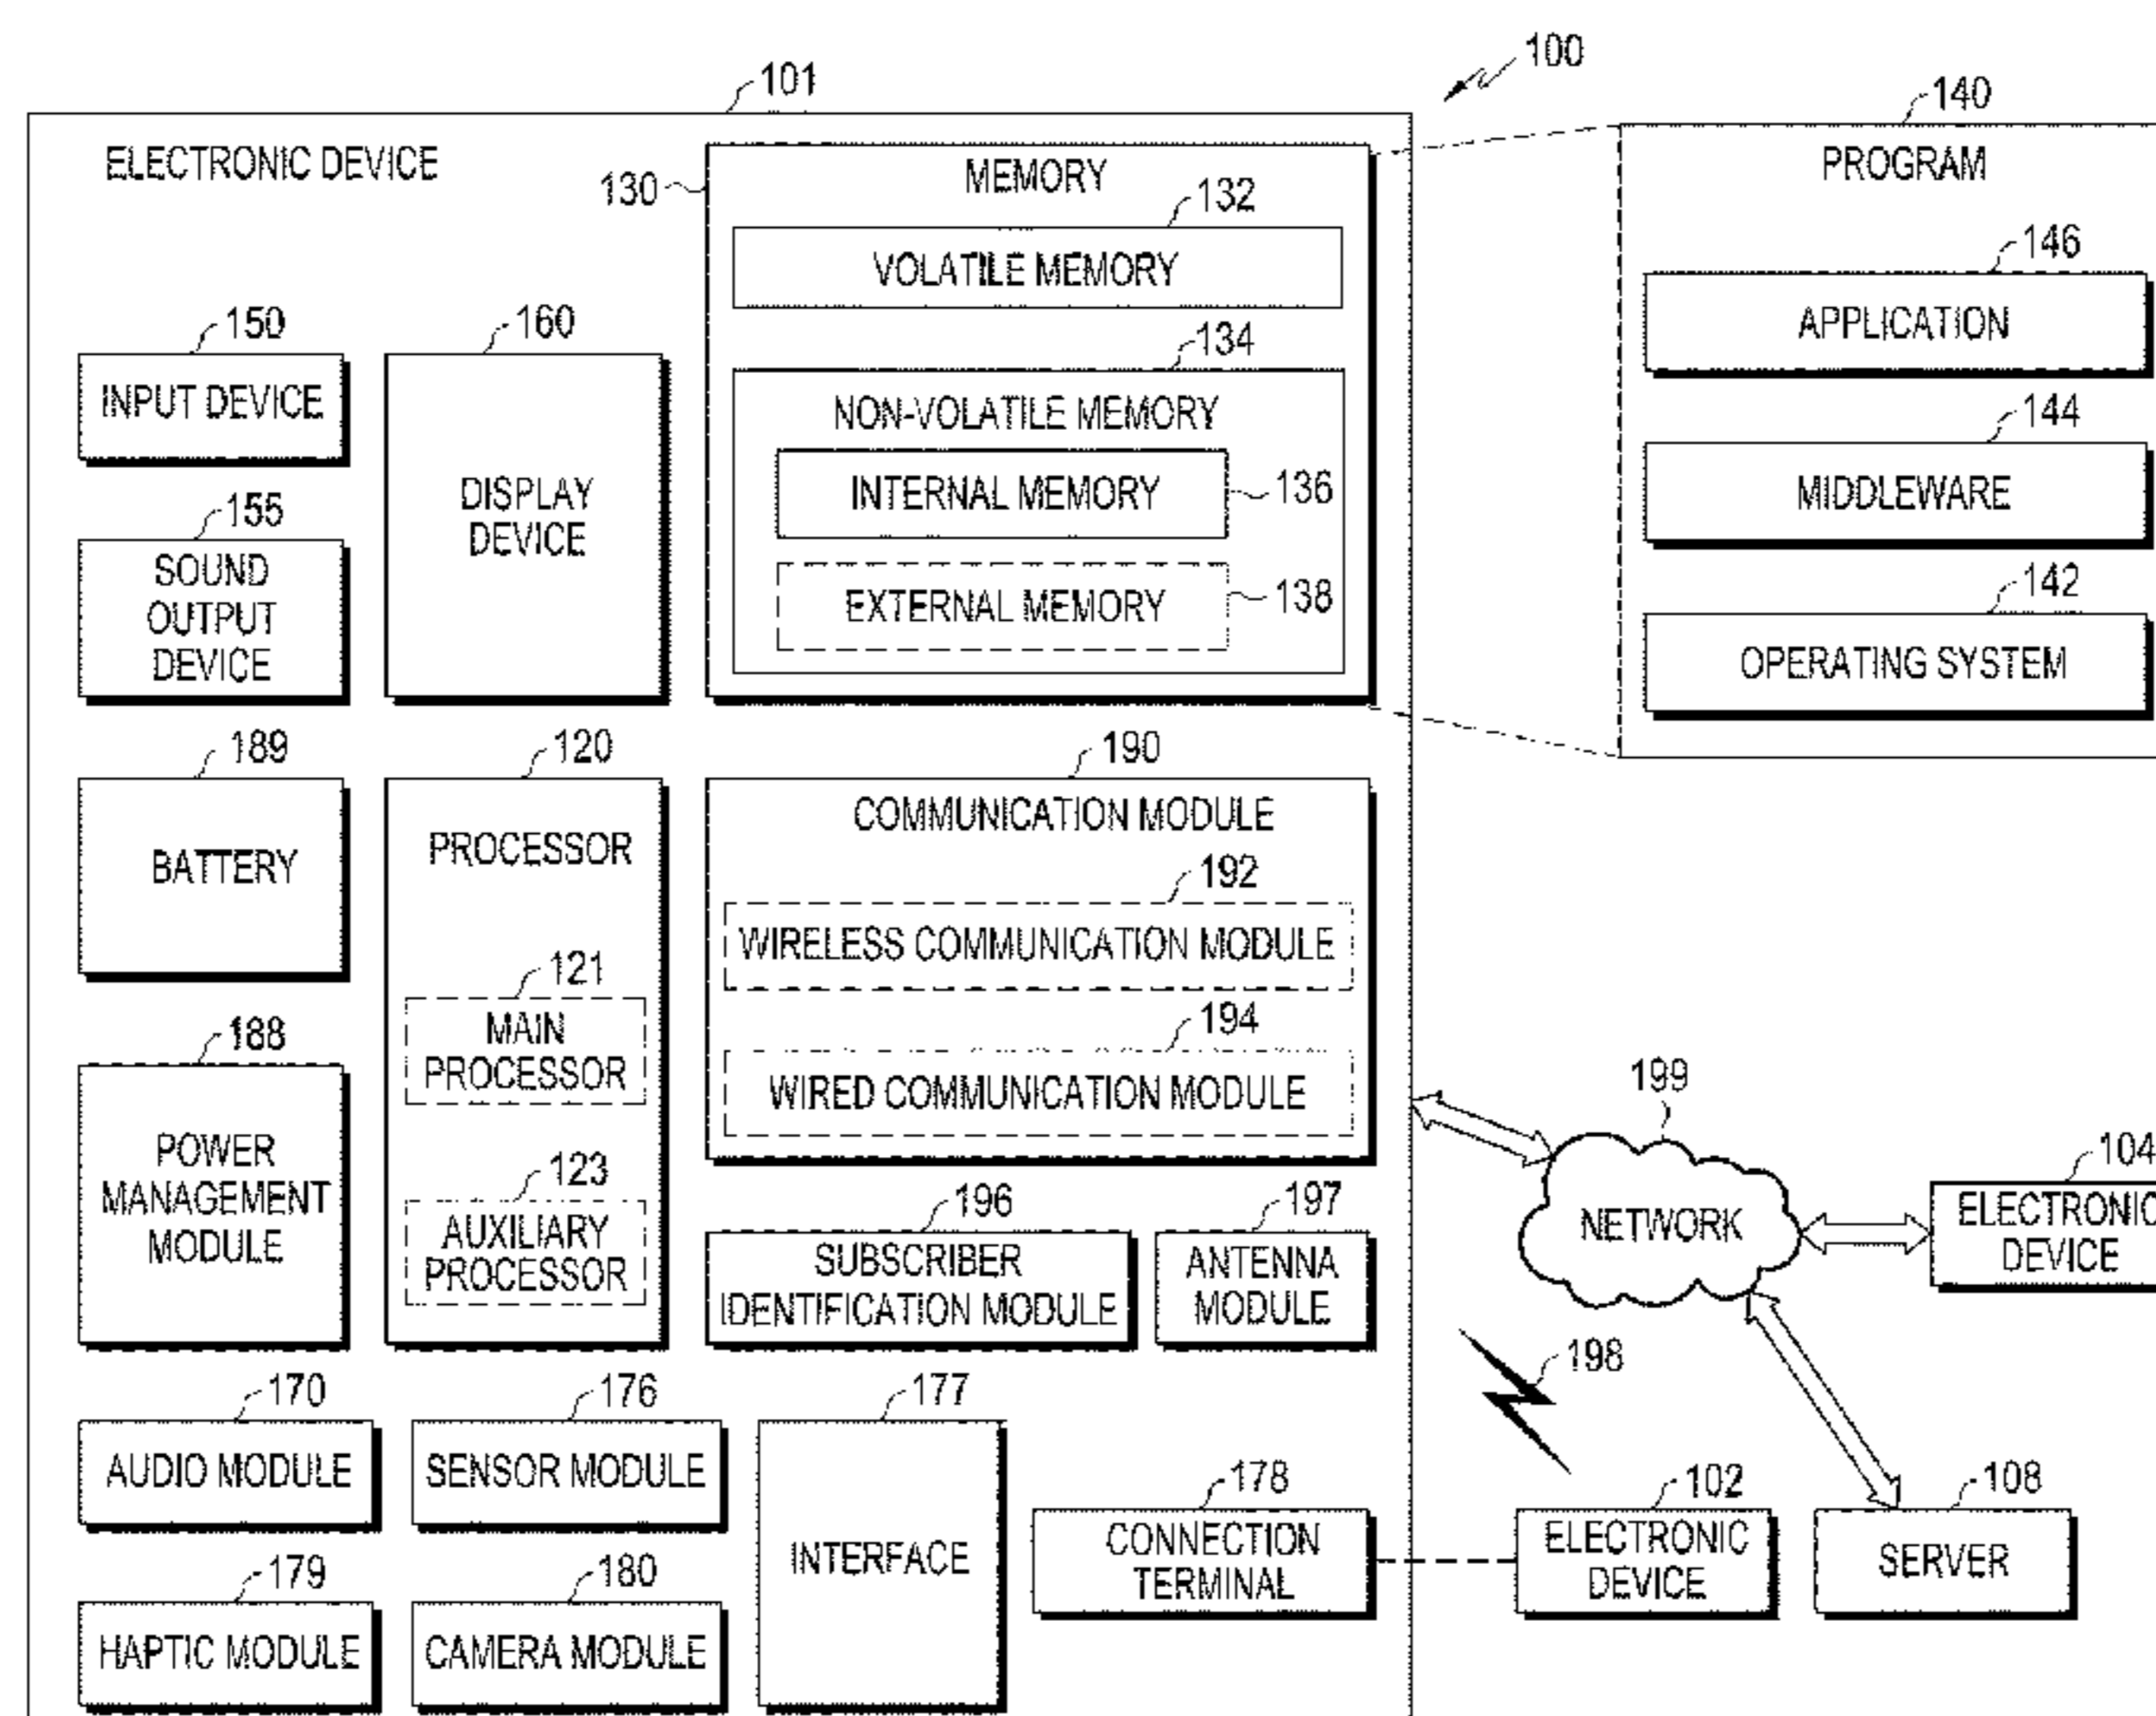 100
101
140
ELECTRONIC DEVICE
130
MEMORY
PROGRAM
132
VOLATILE MEMORY
146
APPLICATION
150
INPUT DEVICE
160
DISPLAY
DEVICE
134
NON-VOLATILE MEMORY
INTERNAL MEMORY
136
EXTERNAL MEMORY
138
144
MIDDLEWARE
155
SOUND
OUTPUT
DEVICE
142
OPERATING SYSTEM
189
BATTERY
120
PROCESSOR
121
MAIN
PROCESSOR
123
AUXILIARY
PROCESSOR
190
COMMUNICATION MODULE
192
WIRELESS COMMUNICATION MODULE
194
WIRED COMMUNICATION MODULE
188
POWER
MANAGEMENT
MODULE
196
SUBSCRIBER
IDENTIFICATION MODULE
197
ANTENNA
MODULE
199
NETWORK
104
ELECTRONIC
DEVICE
198
170
AUDIO MODULE
176
SENSOR MODULE
177
INTERFACE
178
CONNECTION
TERMINAL
102
ELECTRONIC
DEVICE
108
SERVER
179
HAPTIC MODULE
180
CAMERA MODULE